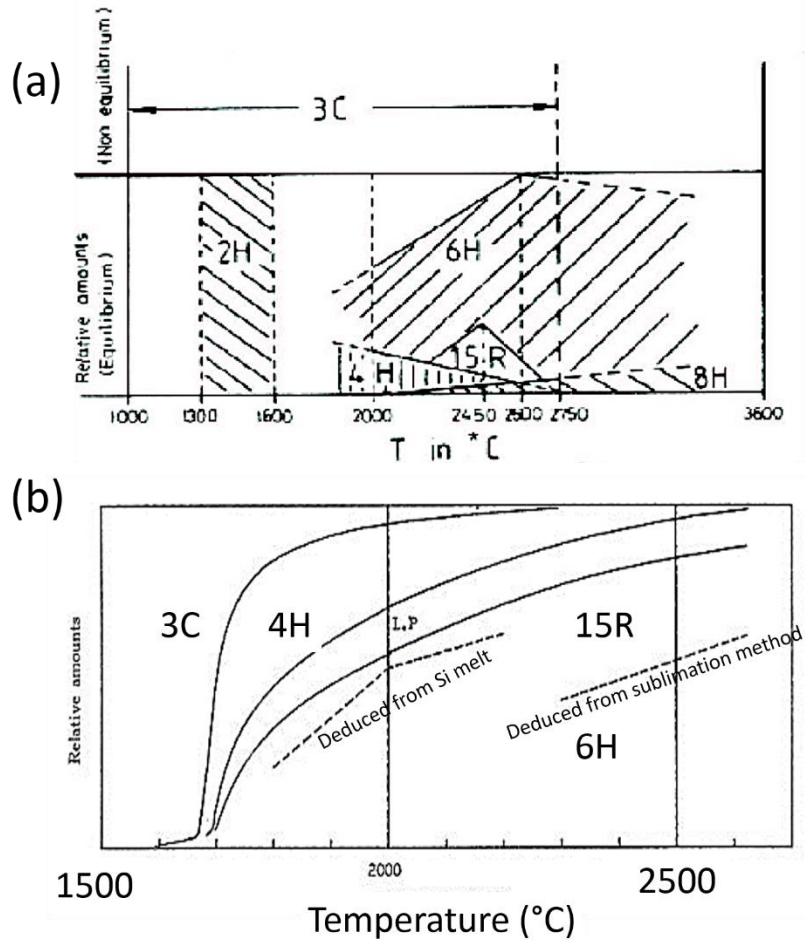 (a)
(Non equilibrium)
3C
Relative amounts
(Equilibrium)
2H
6H
15R
4H
8H
1000 1300 1600 2000 2450 2600 2750 3600
T in °C
(b)
Relative amounts
3C 4H L.P 15R
Deduced from Si melt
Deduced from sublimation method
6H
1500 2000 2500
Temperature (°C)